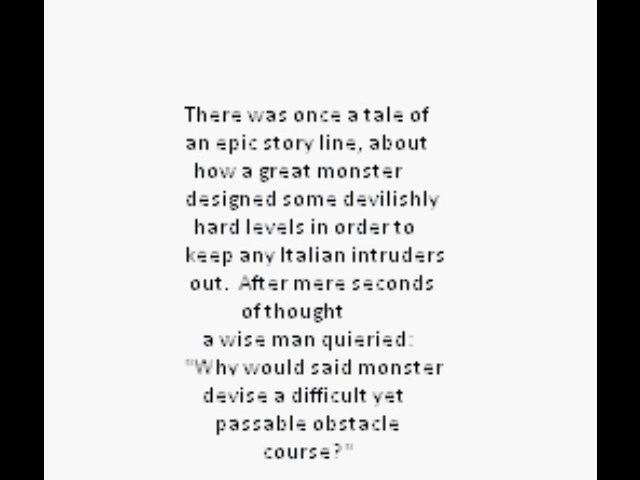 There was once a tale of
an epic story line, about
how a great monster
designed some devilishly
hard levels in order to
keep any Italian intruders
out. After mere seconds
of thought
a wise man quieried:
"Why would said monster
devise a difficult yet
passable obstacle
course?"